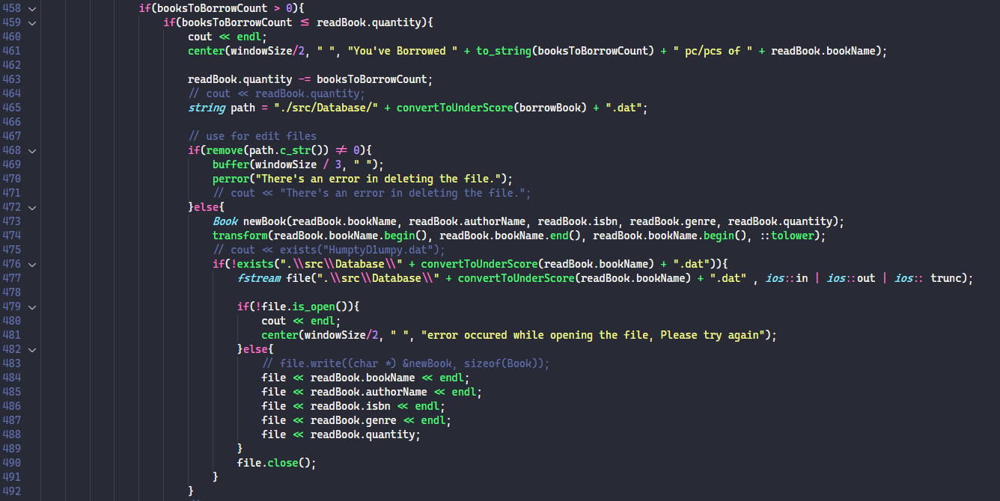 458 if(booksToBorrowCount > 0){
459 if(booksToBorrowCount ≤ readBook.quantity){
460 cout << endl;
461 center(windowSize/2, " ", "You've Borrowed " + to_string(booksToBorrowCount) + " pc/pcs of " + readBook.bookName);
462
463 readBook.quantity -= booksToBorrowCount;
464 // cout << readBook.quantity;
465 string path = "./src/Database/" + convertToUnderScore(borrowBook) + ".dat";
466
467 // use for edit files
468 if(remove(path.c_str()) ≠ 0){
469 buffer(windowSize / 3, " ");
470 perror("There's an error in deleting the file.");
471 // cout << "There's an error in deleting the file.";
472 }else{
473 Book newBook(readBook.bookName, readBook.authorName, readBook.isbn, readBook.genre, readBook.quantity);
474 transform(readBook.bookName.begin(), readBook.bookName.end(), readBook.bookName.begin(), ::tolower);
475 // cout << exists("HumptyD1umpy.dat");
476 if(!exists(".\\src\\Database\\" + convertToUnderScore(readBook.bookName) + ".dat")){
477 fstream file(".\\src\\Database\\" + convertToUnderScore(readBook.bookName) + ".dat" , ios::in | ios::out | ios:: trunc);
478
479 if(!file.is_open()){
480 cout << endl;
481 center(windowSize/2, " ", "error occured while opening the file, Please try again");
482 }else{
483 // file.write((char *) &newBook, sizeof(Book));
484 file << readBook.bookName << endl;
485 file << readBook.authorName << endl;
486 file << readBook.isbn << endl;
487 file << readBook.genre << endl;
488 file << readBook.quantity;
489 }
490 file.close();
491 }
492 }